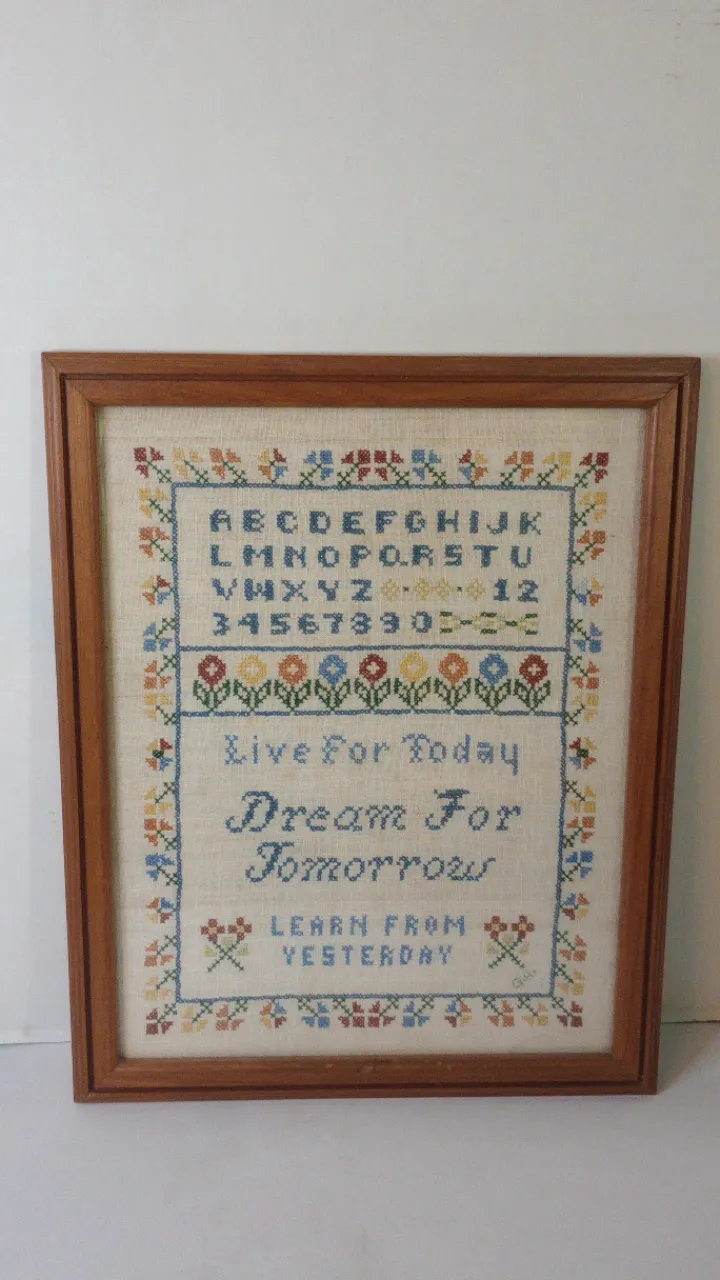 ABCDEFGHIJK
LMNOPQRSTU
VWXYZ 12
34567890
Live For Today
Dream For
Tomorrow
LEARN FROM
YESTERDAY